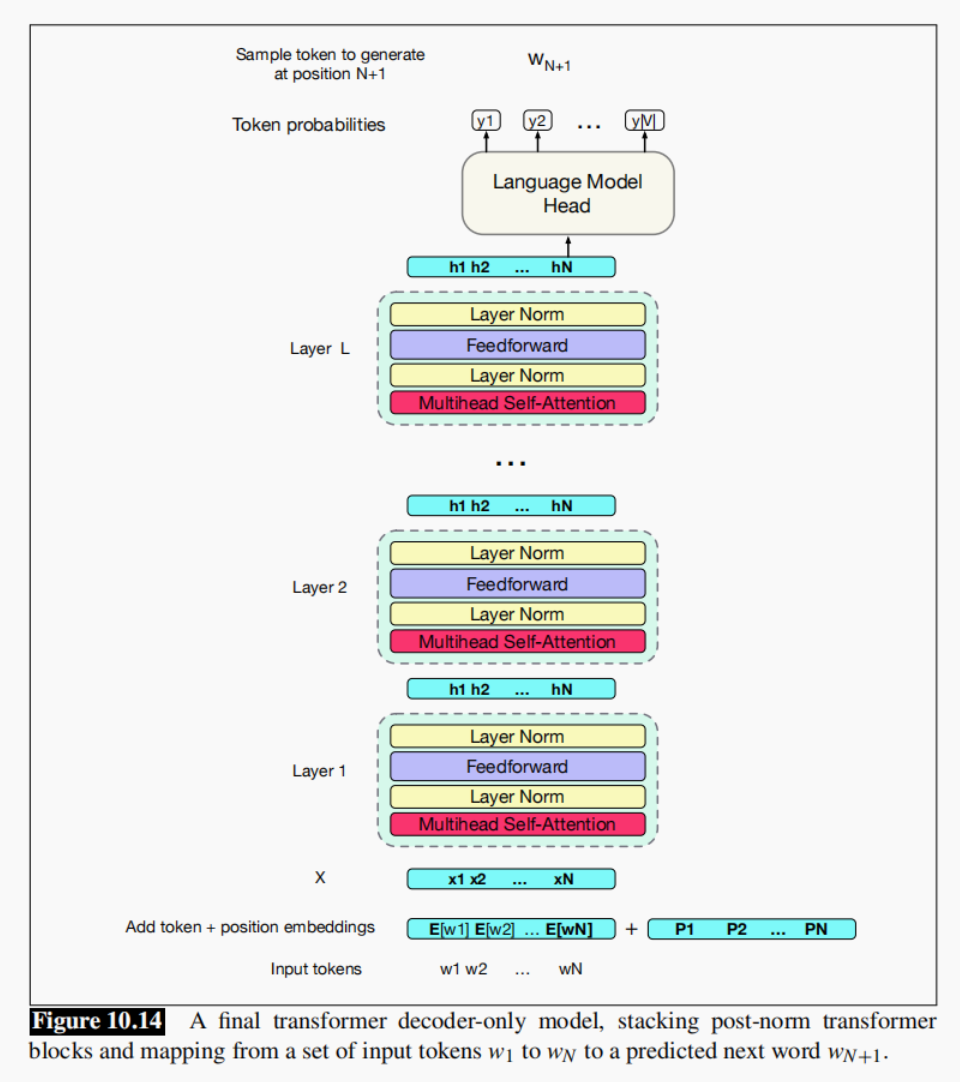 Sample token to generate
at position N+1
wN+1
Token probabilities
y1 y2 ... y|V|
Language Model
Head
h1 h2 ... hN
Layer L
Layer Norm
Feedforward
Layer Norm
Multihead Self-Attention
...
h1 h2 ... hN
Layer 2
Layer Norm
Feedforward
Layer Norm
Multihead Self-Attention
h1 h2 ... hN
Layer 1
Layer Norm
Feedforward
Layer Norm
Multihead Self-Attention
X
x1 x2 ... xN
Add token + position embeddings
E[w1] E[w2] ... E[wN] + P1 P2 ... PN
Input tokens
w1 w2 ... wN
Figure 10.14 A final transformer decoder-only model, stacking post-norm transformer
blocks and mapping from a set of input tokens w1 to wN to a predicted next word wN+1.